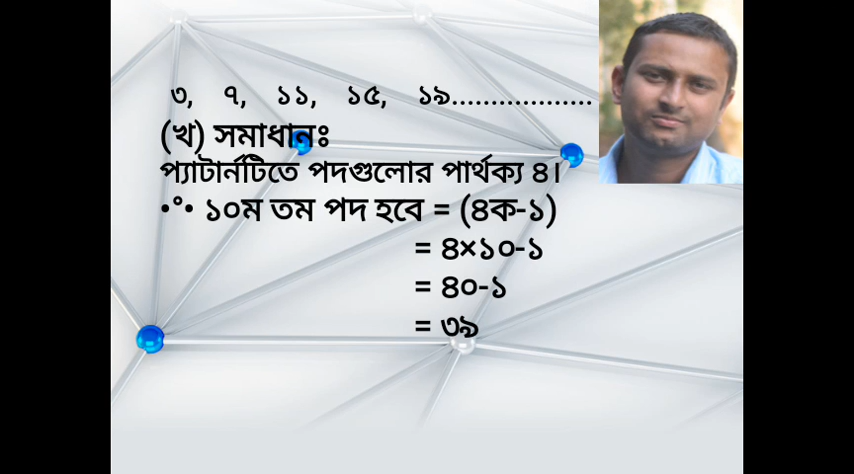 ৩, ৭, ১১, ১৫, ১৯...................
(খ) সমাধানঃ
প্যাটার্নটিতে পদগুলোর পার্থক্য ৪।
•°• ১০ম তম পদ হবে = (৪ক-১)
= ৪×১০-১
= ৪০-১
= ৩৯